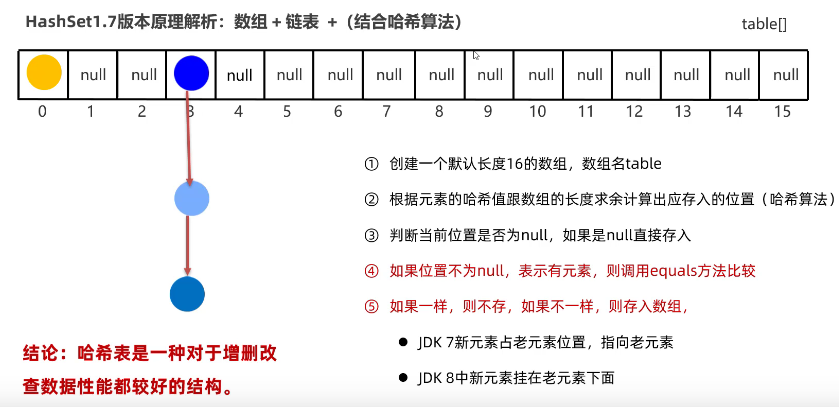 HashSet1.7版本原理解析：数组 + 链表 +（结合哈希算法）
table[]
null null null null null null null null null null null null null null
0 1 2 3 4 5 6 7 8 9 10 11 12 13 14 15
① 创建一个默认长度16的数组，数组名table
② 根据元素的哈希值跟数组的长度求余计算出应存入的位置（哈希算法）
③ 判断当前位置是否为null，如果是null直接存入
④ 如果位置不为null，表示有元素，则调用equals方法比较
⑤ 如果一样，则不存，如果不一样，则存入数组，
● JDK 7新元素占老元素位置，指向老元素
● JDK 8中新元素挂在老元素下面
结论：哈希表是一种对于增删改
查数据性能都较好的结构。